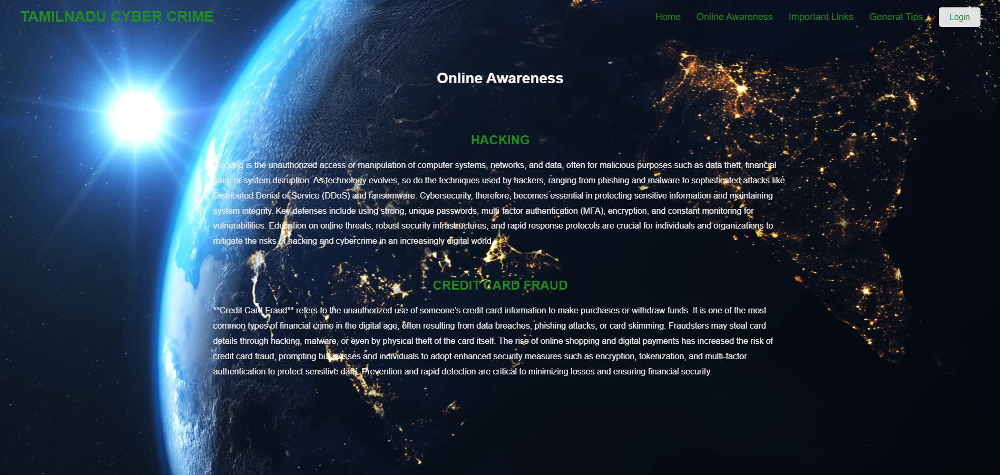 TAMILNADU CYBER CRIME
Home
Online Awareness
Important Links
General Tips
Login
Online Awareness
HACKING
Hacking is the unauthorized access or manipulation of computer systems, networks, and data, often for malicious purposes such as data theft, financial
gain, or system disruption. As technology evolves, so do the techniques used by hackers, ranging from phishing and malware to sophisticated attacks like
Distributed Denial of Service (DDoS) and ransomware. Cybersecurity, therefore, becomes essential in protecting sensitive information and maintaining
system integrity. Key defenses include using strong, unique passwords, multi-factor authentication (MFA), encryption, and constant monitoring for
vulnerabilities. Education on online threats, robust security infrastructures, and rapid response protocols are crucial for individuals and organizations to
mitigate the risks of hacking and cybercrime in an increasingly digital world.
CREDIT CARD FRAUD
**Credit Card Fraud** refers to the unauthorized use of someone’s credit card information to make purchases or withdraw funds. It is one of the most
common types of financial crime in the digital age, often resulting from data breaches, phishing attacks, or card skimming. Fraudsters may steal card
details through hacking, malware, or even by physical theft of the card itself. The rise of online shopping and digital payments has increased the risk of
credit card fraud, prompting businesses and individuals to adopt enhanced security measures such as encryption, tokenization, and multi-factor
authentication to protect sensitive data. Prevention and rapid detection are critical to minimizing losses and ensuring financial security.